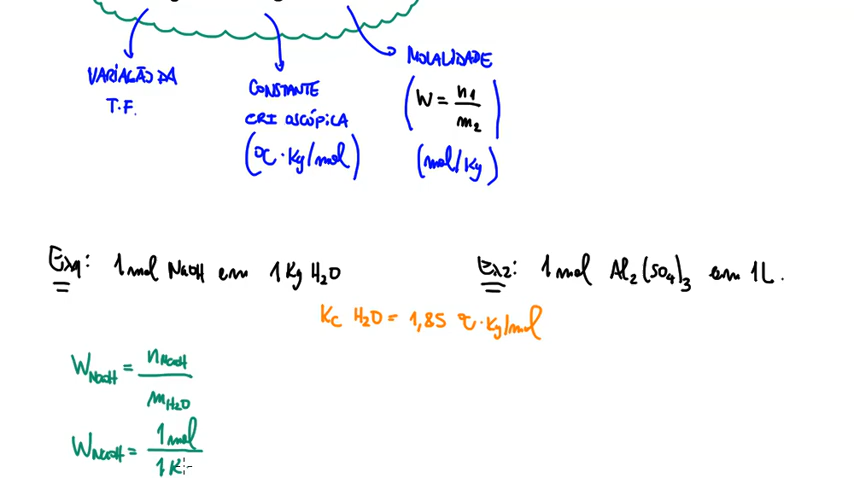 VARIAÇÃO DA
T.F.
CONSTANTE
CRIOSCÓPICA
(°C·Kg/mol)
MOLALIDADE
(W = n1/m2)
(mol/Kg)
Ex1: 1 mol NaOH em 1 Kg H2O
Ex2: 1 mol Al2(SO4)3 em 1L.
KC H2O = 1,85 °C·Kg/mol
WNaOH = nNaOH/mH2O
WNaOH = 1 mol/1 K